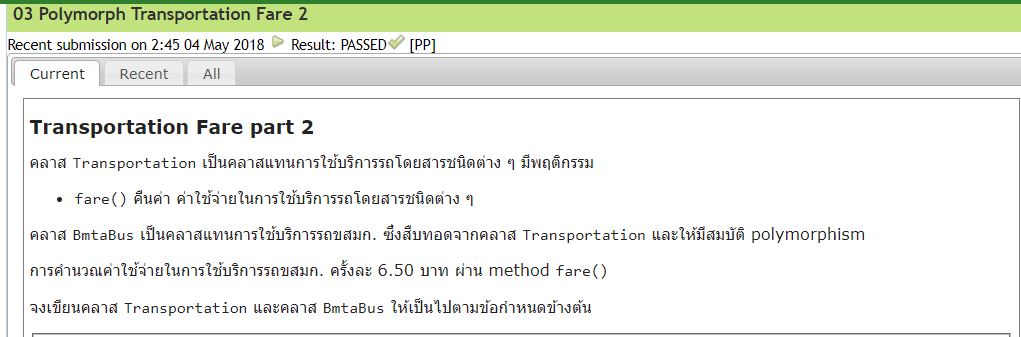 03 Polymorph Transportation Fare 2
Recent submission on 2:45 04 May 2018 Result: PASSED [PP]
Current Recent All
Transportation Fare part 2
คลาส Transportation เป็นคลาสแทนการใช้บริการรถโดยสารชนิดต่าง ๆ มีพฤติกรรม
• fare() คืนค่า ค่าใช้จ่ายในการใช้บริการรถโดยสารชนิดต่าง ๆ
คลาส BmtaBus เป็นคลาสแทนการใช้บริการรถขสมก. ซึ่งสืบทอดจากคลาส Transportation และให้มีสมบัติ polymorphism
การคำนวณค่าใช้จ่ายในการใช้บริการรถขสมก. ครั้งละ 6.50 บาท ผ่าน method fare()
จงเขียนคลาส Transportation และคลาส BmtaBus ให้เป็นไปตามข้อกำหนดข้างต้น